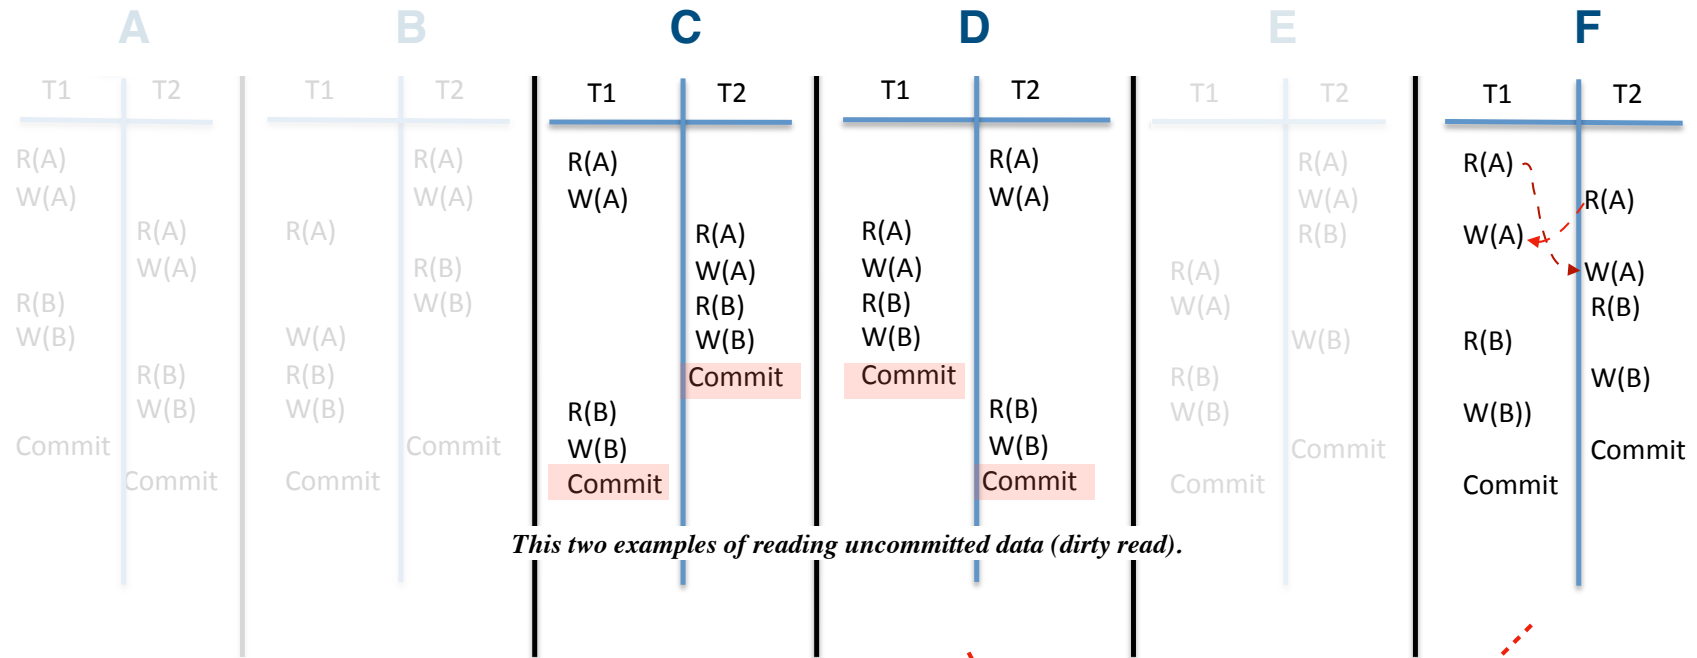 A B C D E F
T1 T2 T1 T2 T1 T2 T1 T2 T1 T2 T1 T2
R(A) R(A) R(A) R(A) R(A) R(A)
W(A) W(A) W(A) W(A) W(A) R(A)
R(A) R(A) R(A) R(A) R(B) W(A)
W(A) R(B) W(A) W(A) R(A) W(A)
R(B) W(B) R(B) R(B) W(A) R(B)
W(B) W(A) W(B) W(B) W(B) R(B)
R(B) R(B) Commit Commit R(B) W(B)
W(B) W(B) R(B) R(B) W(B) W(B))
Commit Commit W(B) W(B) Commit Commit
Commit Commit Commit Commit Commit Commit
This two examples of reading uncommitted data (dirty read).